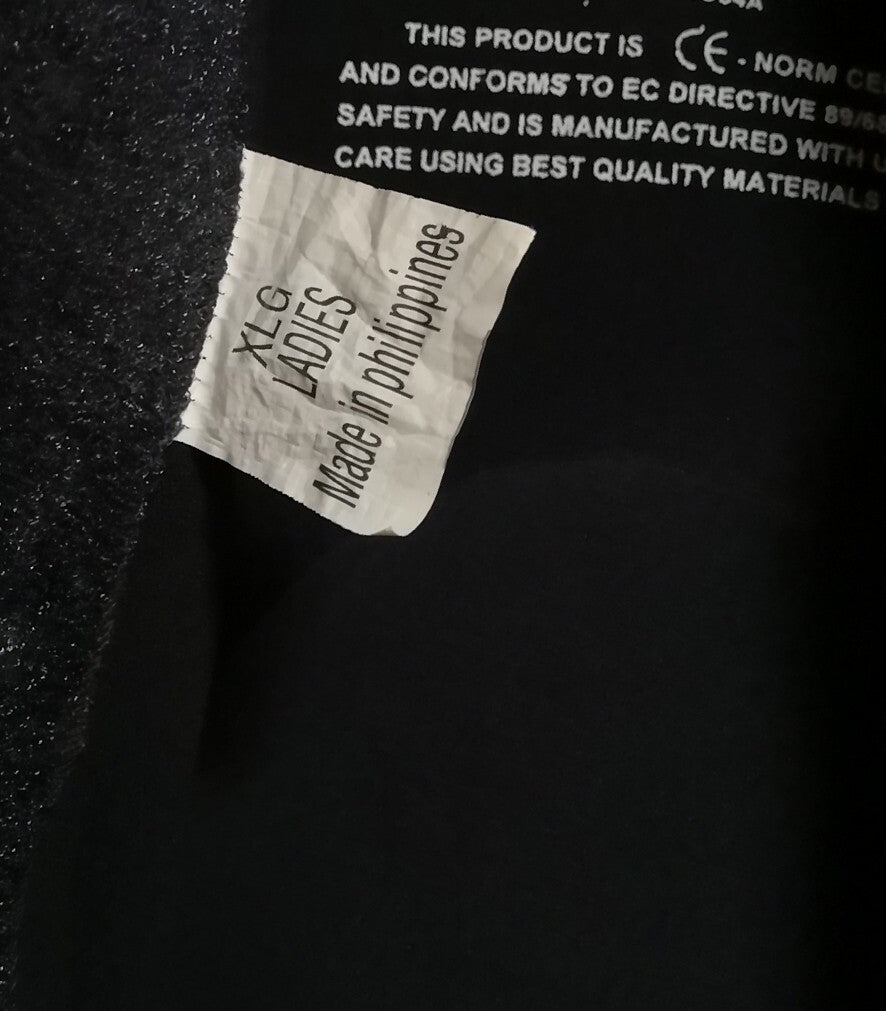 THIS PRODUCT IS CE - NORM
AND CONFORMS TO EC DIRECTIVE
SAFETY AND IS MANUFACTURED WITH
CARE USING BEST QUALITY MATERIALS
XLG
LADIES
Made in philippines